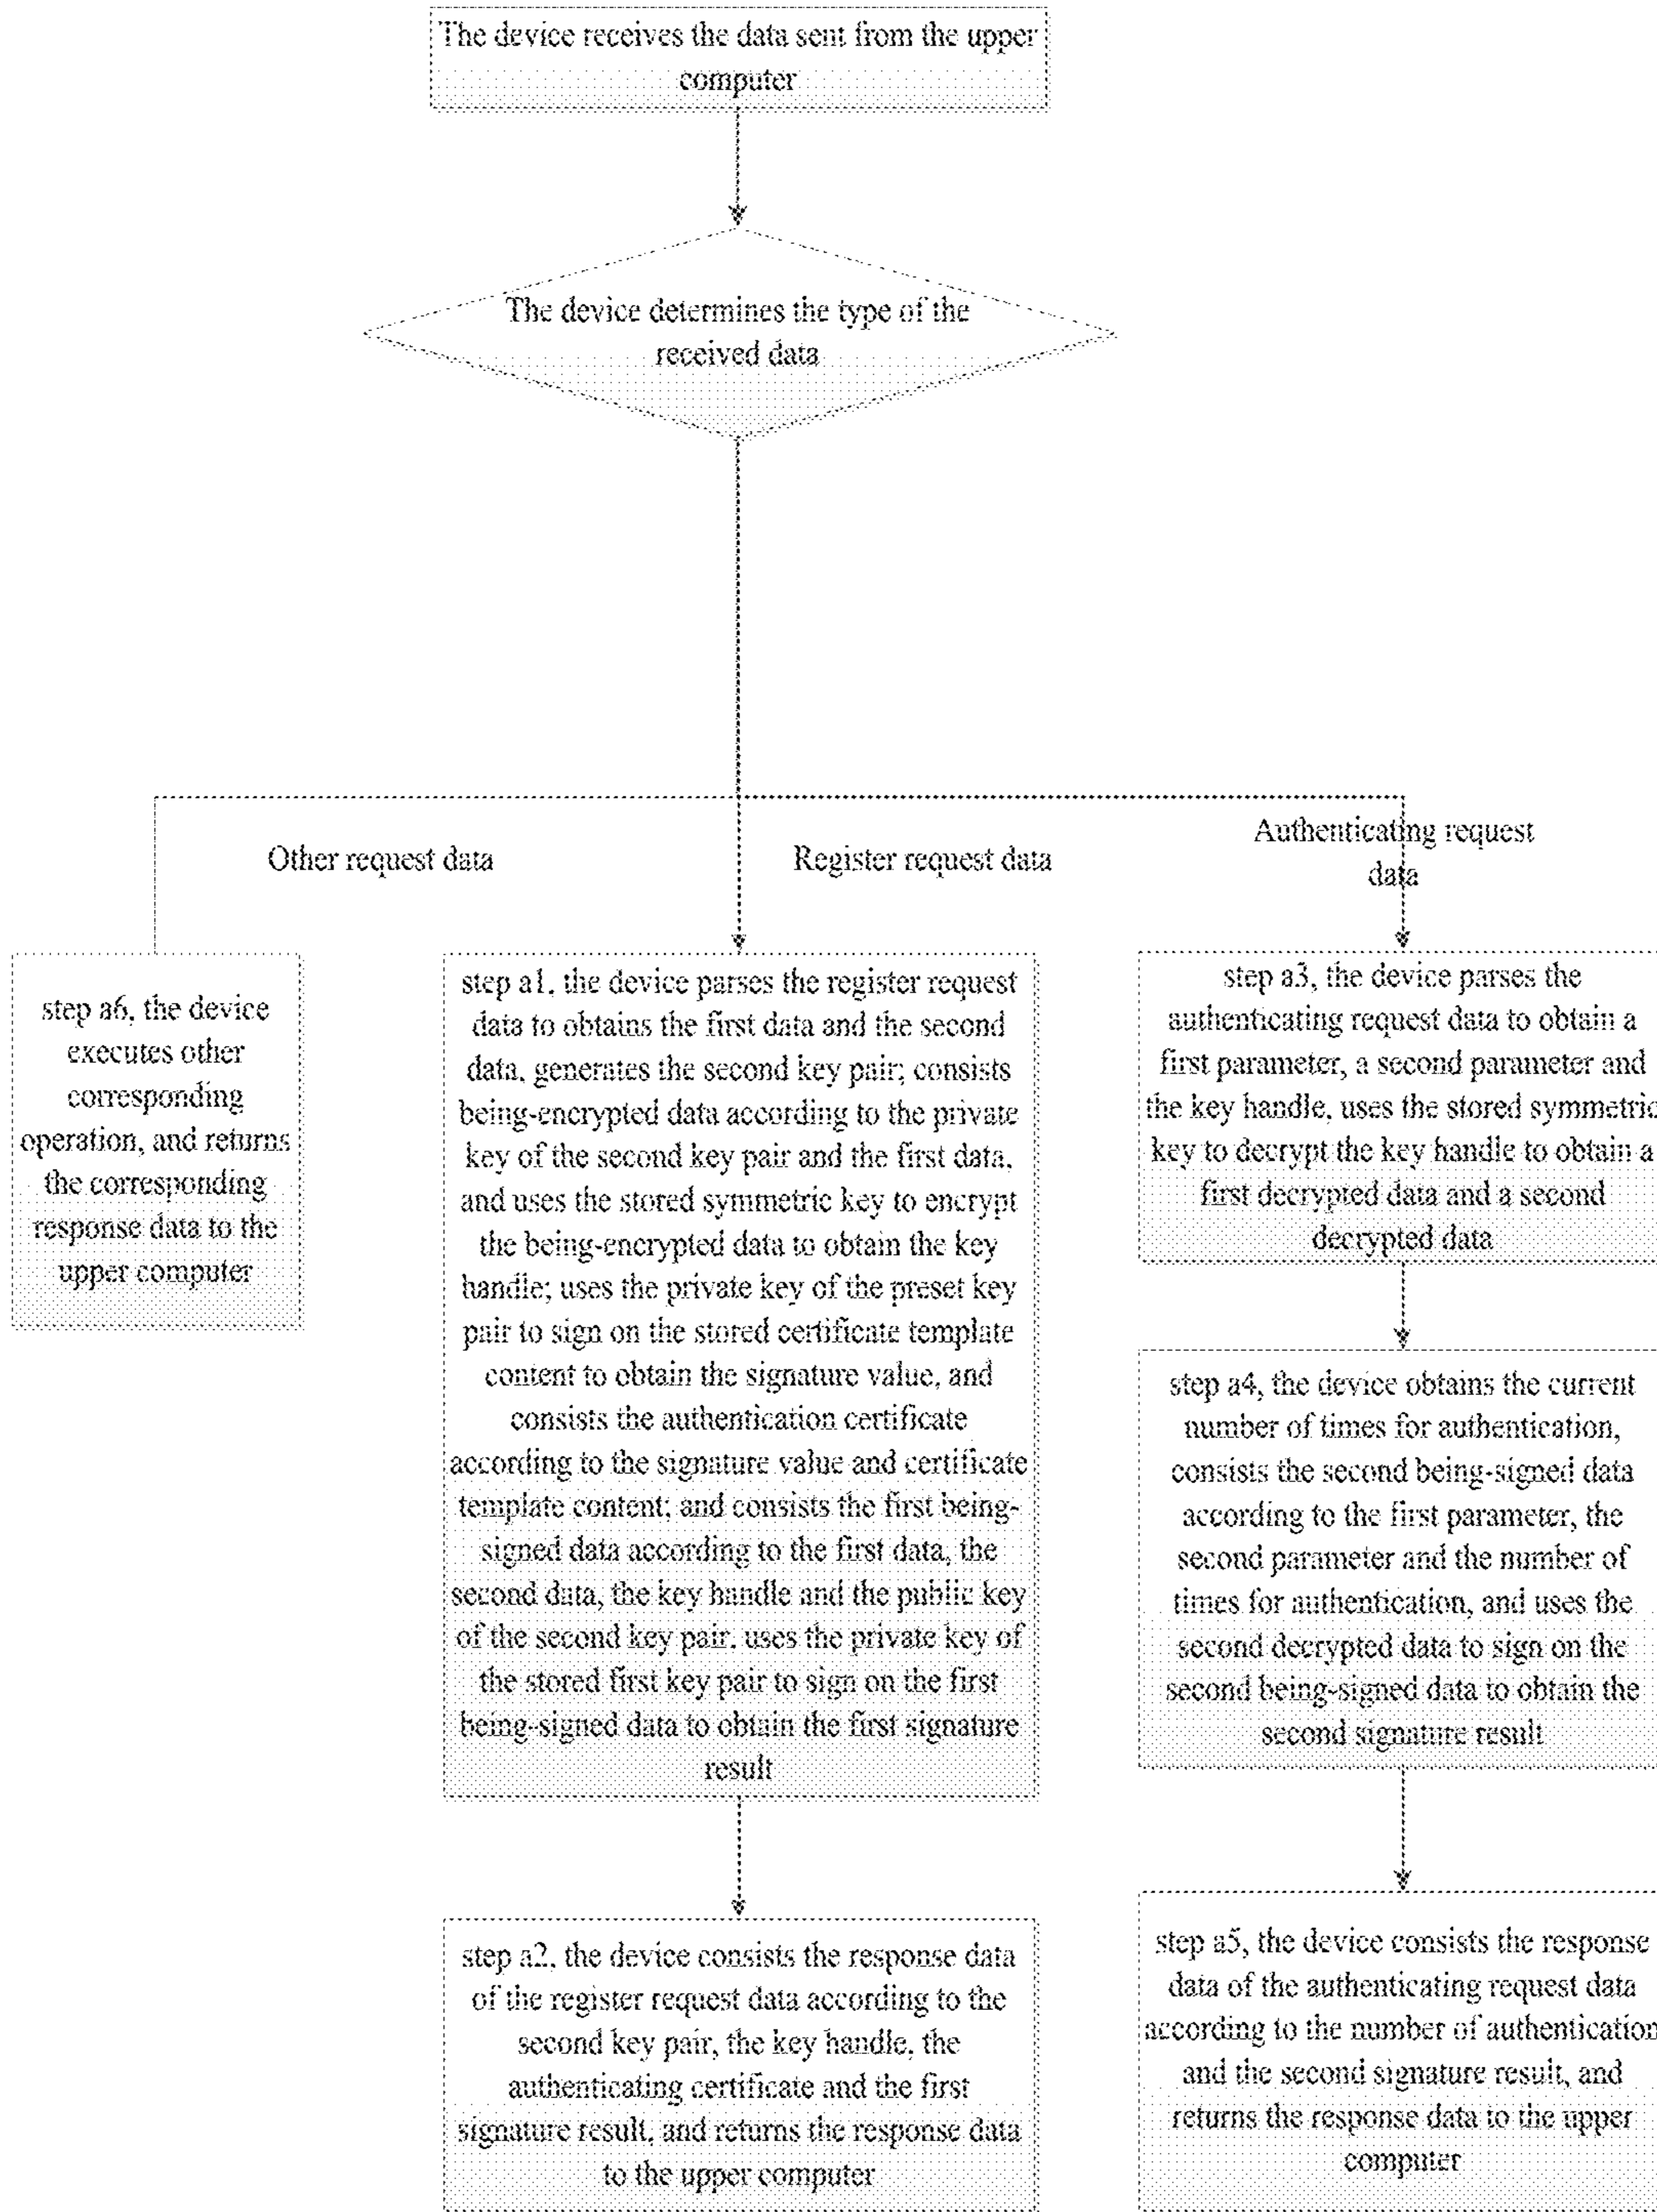 The device receives the data sent from the upper
computer
The device determines the type of the
received data
Other request data
Register request data
Authenticating request
data
step a6, the device
executes other
corresponding
operation, and returns
the corresponding
response data to the
upper computer
step a1, the device parses the register request
data to obtains the first data and the second
data, generates the second key pair; consists
being-encrypted data according to the private
key of the second key pair and the first data,
and uses the stored symmetric key to encrypt
the being-encrypted data to obtain the key
handle; uses the private key of the preset key
pair to sign on the stored certificate template
content to obtain the signature value, and
consists the authentication certificate
according to the signature value and certificate
template content; and consists the first being-
signed data according to the first data, the
second data, the key handle and the public key
of the second key pair, uses the private key of
the stored first key pair to sign on the first
being-signed data to obtain the first signature
result
step a2, the device consists the response data
of the register request data according to the
second key pair, the key handle, the
authenticating certificate and the first
signature result, and returns the response data
to the upper computer
step a3, the device parses the
authenticating request data to obtain a
first parameter, a second parameter and
the key handle, uses the stored symmetric
key to decrypt the key handle to obtain a
first decrypted data and a second
decrypted data
step a4, the device obtains the current
number of times for authentication,
consists the second being-signed data
according to the first parameter, the
second parameter and the number of
times for authentication, and uses the
second decrypted data to sign on the
second being-signed data to obtain the
second signature result
step a5, the device consists the response
data of the authenticating request data
according to the number of authentication
and the second signature result, and
returns the response data to the upper
computer